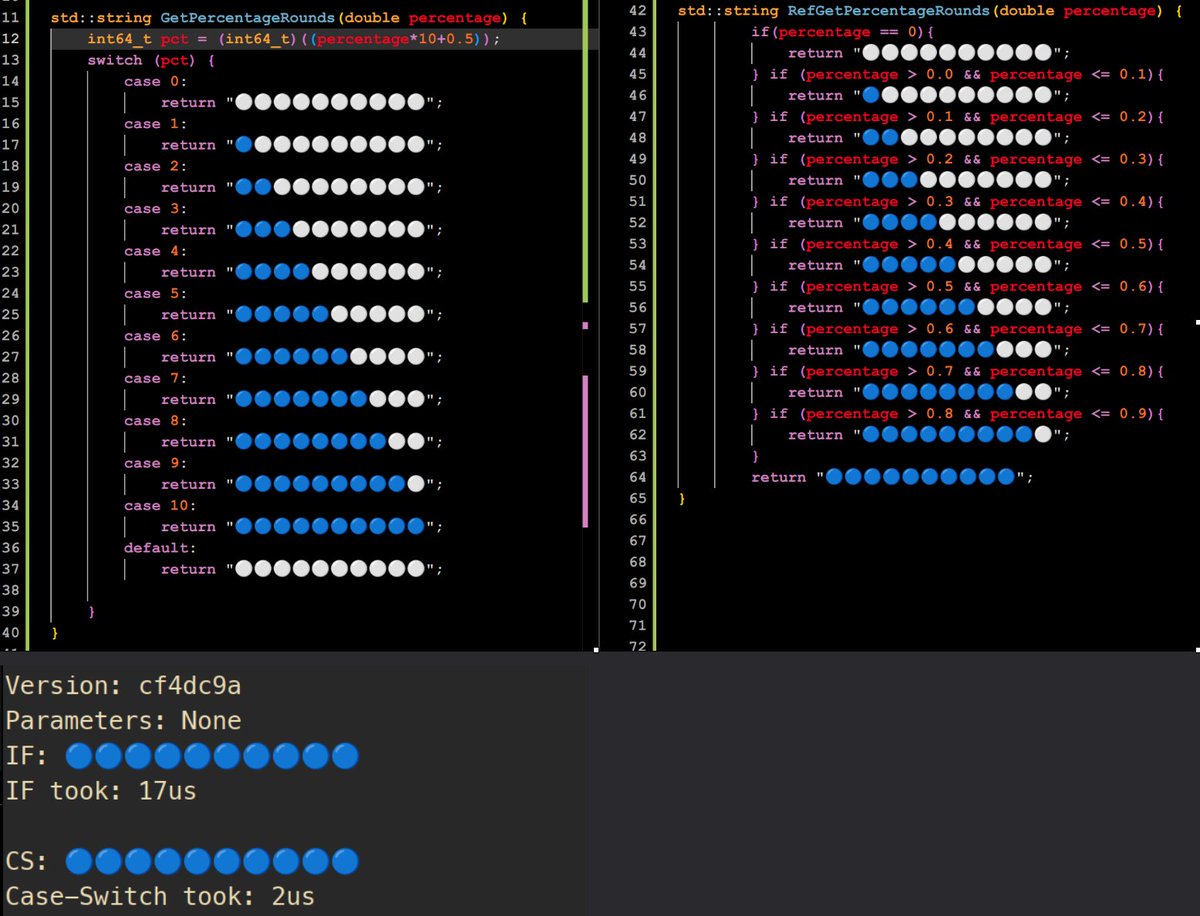 11 std::string GetPercentageRounds(double percentage) {
12 int64_t pct = (int64_t)((percentage*10+0.5));
13 switch (pct) {
14 case 0:
15 return "⚪⚪⚪⚪⚪⚪⚪⚪⚪⚪";
16 case 1:
17 return "🔵⚪⚪⚪⚪⚪⚪⚪⚪⚪";
18 case 2:
19 return "🔵🔵⚪⚪⚪⚪⚪⚪⚪⚪";
20 case 3:
21 return "🔵🔵🔵⚪⚪⚪⚪⚪⚪⚪";
22 case 4:
23 return "🔵🔵🔵🔵⚪⚪⚪⚪⚪⚪";
24 case 5:
25 return "🔵🔵🔵🔵🔵⚪⚪⚪⚪⚪";
26 case 6:
27 return "🔵🔵🔵🔵🔵🔵⚪⚪⚪⚪";
28 case 7:
29 return "🔵🔵🔵🔵🔵🔵🔵⚪⚪⚪";
30 case 8:
31 return "🔵🔵🔵🔵🔵🔵🔵🔵⚪⚪";
32 case 9:
33 return "🔵🔵🔵🔵🔵🔵🔵🔵🔵⚪";
34 case 10:
35 return "🔵🔵🔵🔵🔵🔵🔵🔵🔵🔵";
36 default:
37 return "⚪⚪⚪⚪⚪⚪⚪⚪⚪⚪";
38
39 }
40 }
42 std::string RefGetPercentageRounds(double percentage) {
43 if(percentage == 0){
44 return "⚪⚪⚪⚪⚪⚪⚪⚪⚪⚪";
45 } if (percentage > 0.0 && percentage <= 0.1){
46 return "🔵⚪⚪⚪⚪⚪⚪⚪⚪⚪";
47 } if (percentage > 0.1 && percentage <= 0.2){
48 return "🔵🔵⚪⚪⚪⚪⚪⚪⚪⚪";
49 } if (percentage > 0.2 && percentage <= 0.3){
50 return "🔵🔵🔵⚪⚪⚪⚪⚪⚪⚪";
51 } if (percentage > 0.3 && percentage <= 0.4){
52 return "🔵🔵🔵🔵⚪⚪⚪⚪⚪⚪";
53 } if (percentage > 0.4 && percentage <= 0.5){
54 return "🔵🔵🔵🔵🔵⚪⚪⚪⚪⚪";
55 } if (percentage > 0.5 && percentage <= 0.6){
56 return "🔵🔵🔵🔵🔵🔵⚪⚪⚪⚪";
57 } if (percentage > 0.6 && percentage <= 0.7){
58 return "🔵🔵🔵🔵🔵🔵🔵⚪⚪⚪";
59 } if (percentage > 0.7 && percentage <= 0.8){
60 return "🔵🔵🔵🔵🔵🔵🔵🔵⚪⚪";
61 } if (percentage > 0.8 && percentage <= 0.9){
62 return "🔵🔵🔵🔵🔵🔵🔵🔵🔵⚪";
63 }
64 return "🔵🔵🔵🔵🔵🔵🔵🔵🔵🔵";
65 }
66
67
68
69
70
71
72
Version: cf4dc9a
Parameters: None
IF: 🔵🔵🔵🔵🔵🔵🔵🔵🔵🔵
IF took: 17us
CS: 🔵🔵🔵🔵🔵🔵🔵🔵🔵🔵
Case-Switch took: 2us